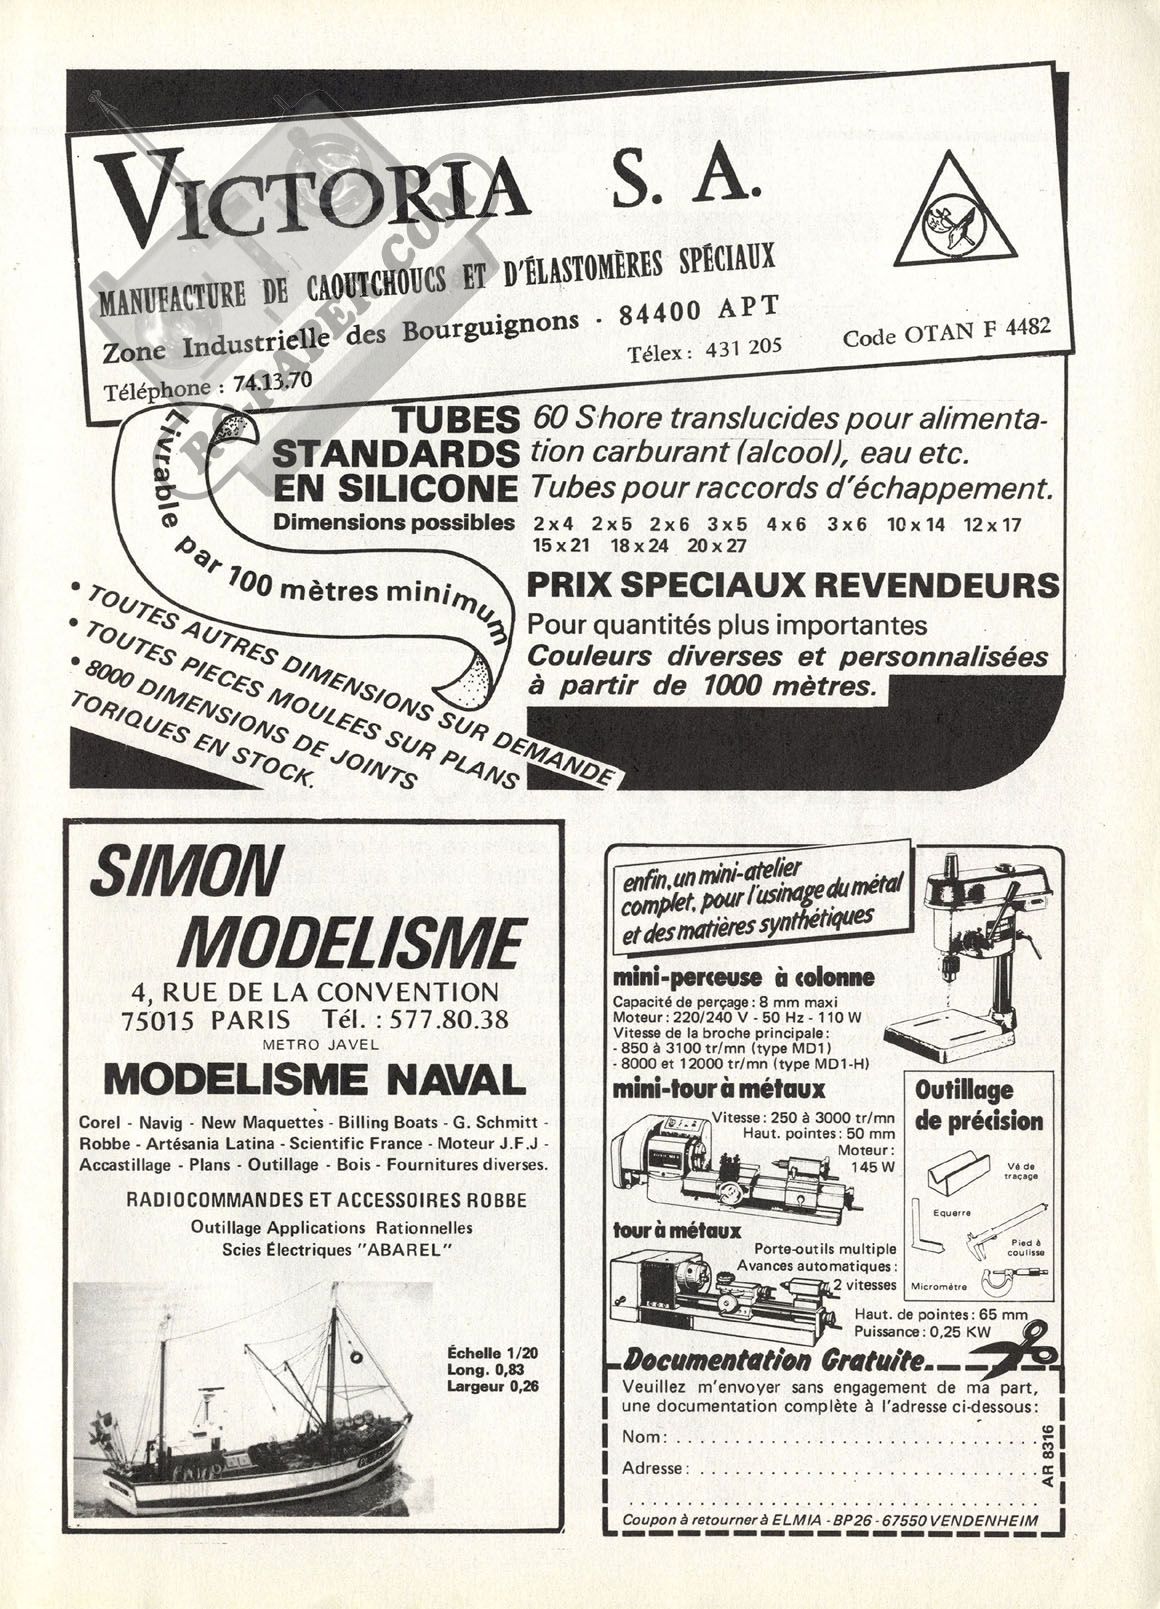 VICTORIA S. A.
MANUFACTURE DE CAOUTCHOUCS ET D'ÉLASTOMÈRES SPÉCIAUX
Zone Industrielle des Bourguignons - 84400 APT
Téléphone : 74.13.70
Télex : 431 205
Code OTAN F 4482
RC-PAPER.COM
Livrable par 100 mètres minimum
TUBES
STANDARDS
EN SILICONE
60 Shore translucides pour alimenta-
tion carburant (alcool), eau etc.
Tubes pour raccords d'échappement.
Dimensions possibles 2 x 4 2 x 5 2 x 6 3 x 5 4 x 6 3 x 6 10 x 14 12 x 17
15 x 21 18 x 24 20 x 27
PRIX SPECIAUX REVENDEURS
Pour quantités plus importantes
Couleurs diverses et personnalisées
à partir de 1000 mètres.
• TOUTES AUTRES DIMENSIONS SUR DEMANDE
• TOUTES PIECES MOULEES SUR PLANS
• 8000 DIMENSIONS DE JOINTS
TORIQUES EN STOCK.
SIMON
MODELISME
4, RUE DE LA CONVENTION
75015 PARIS Tél. : 577.80.38
METRO JAVEL
MODELISME NAVAL
Corel - Navig - New Maquettes - Billing Boats - G. Schmitt -
Robbe - Artésania Latina - Scientific France - Moteur J.F.J -
Accastillage - Plans - Outillage - Bois - Fournitures diverses.
RADIOCOMMANDES ET ACCESSOIRES ROBBE
Outillage Applications Rationnelles
Scies Électriques "ABAREL"
Échelle 1/20
Long. 0,83
Largeur 0,26
enfin, un mini-atelier
complet, pour l'usinage du métal
et des matières synthétiques
mini-perceuse à colonne
Capacité de perçage : 8 mm maxi
Moteur : 220/240 V - 50 Hz - 110 W
Vitesse de la broche principale :
- 850 à 3100 tr/mn (type MD1)
- 8000 et 12000 tr/mn (type MD1-H)
mini-tour à métaux
Vitesse : 250 à 3000 tr/mn
Haut. pointes : 50 mm
Moteur :
145 W
tour à métaux
Porte-outils multiple
Avances automatiques :
2 vitesses
Haut. de pointes : 65 mm
Puissance : 0,25 KW
Outillage
de précision
Vé de
traçage
Equerre
Pied à
coulisse
Micromètre
Documentation Gratuite
Veuillez m'envoyer sans engagement de ma part,
une documentation complète à l'adresse ci-dessous :
Nom :
Adresse :
AR 8316
Coupon à retourner à ELMIA - BP 26 - 67550 VENDENHEIM